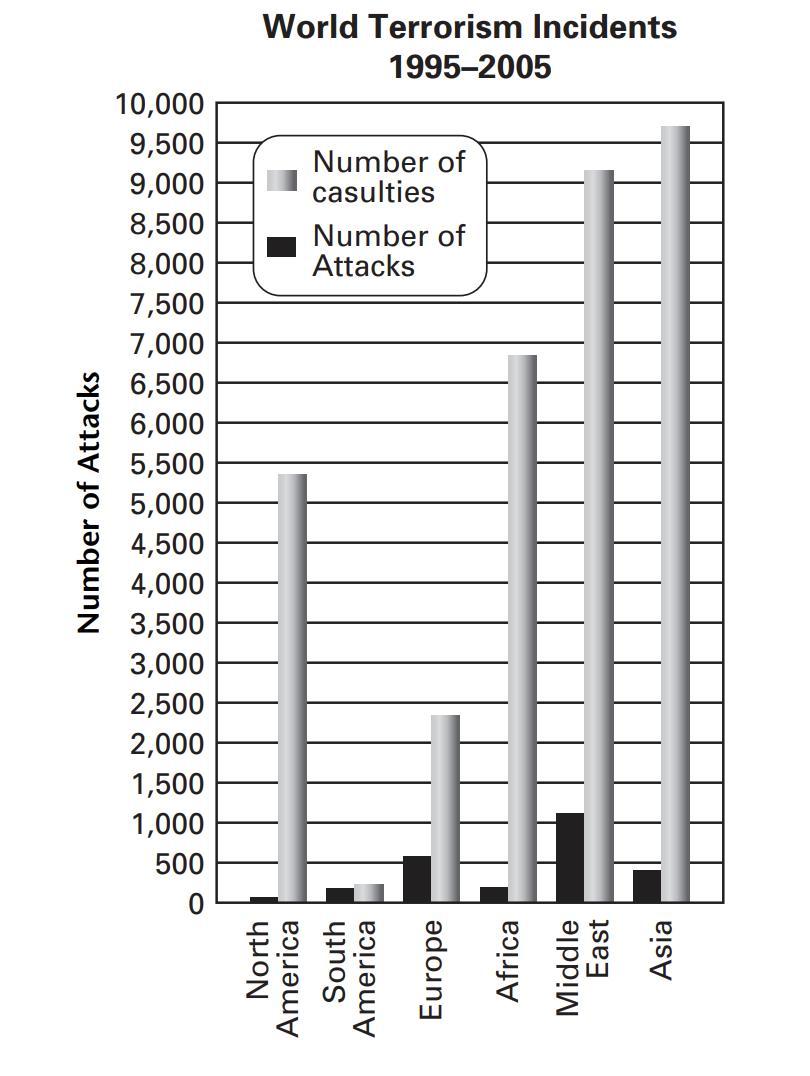 World Terrorism Incidents
1995–2005
Number of
casulties
Number of
Attacks
Number of Attacks
10,000
9,500
9,000
8,500
8,000
7,500
7,000
6,500
6,000
5,500
5,000
4,500
4,000
3,500
3,000
2,500
2,000
1,500
1,000
500
0
North
America
South
America
Europe
Africa
Middle
East
Asia